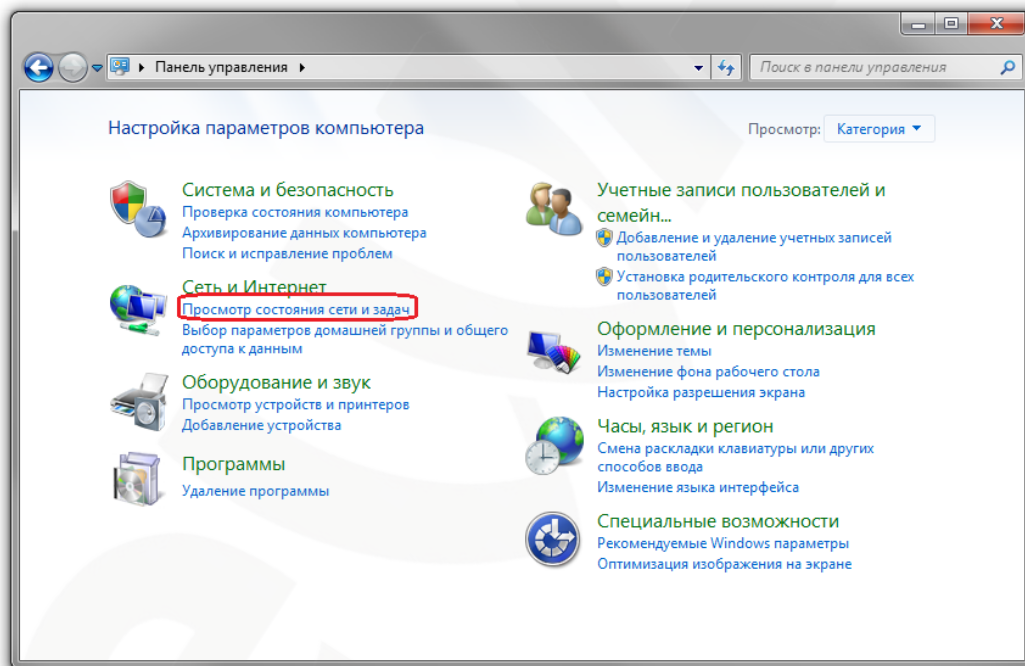 Панель управления
Поиск в панели управления
Настройка параметров компьютера
Просмотр: Категория
Система и безопасность
Проверка состояния компьютера
Архивирование данных компьютера
Поиск и исправление проблем
Сеть и Интернет
Просмотр состояния сети и задач
Выбор параметров домашней группы и общего
доступа к данным
Оборудование и звук
Просмотр устройств и принтеров
Добавление устройства
Программы
Удаление программы
Учетные записи пользователей и
семейн...
Добавление и удаление учетных записей
пользователей
Установка родительского контроля для всех
пользователей
Оформление и персонализация
Изменение темы
Изменение фона рабочего стола
Настройка разрешения экрана
Часы, язык и регион
Смена раскладки клавиатуры или других
способов ввода
Изменение языка интерфейса
Специальные возможности
Рекомендуемые Windows параметры
Оптимизация изображения на экране